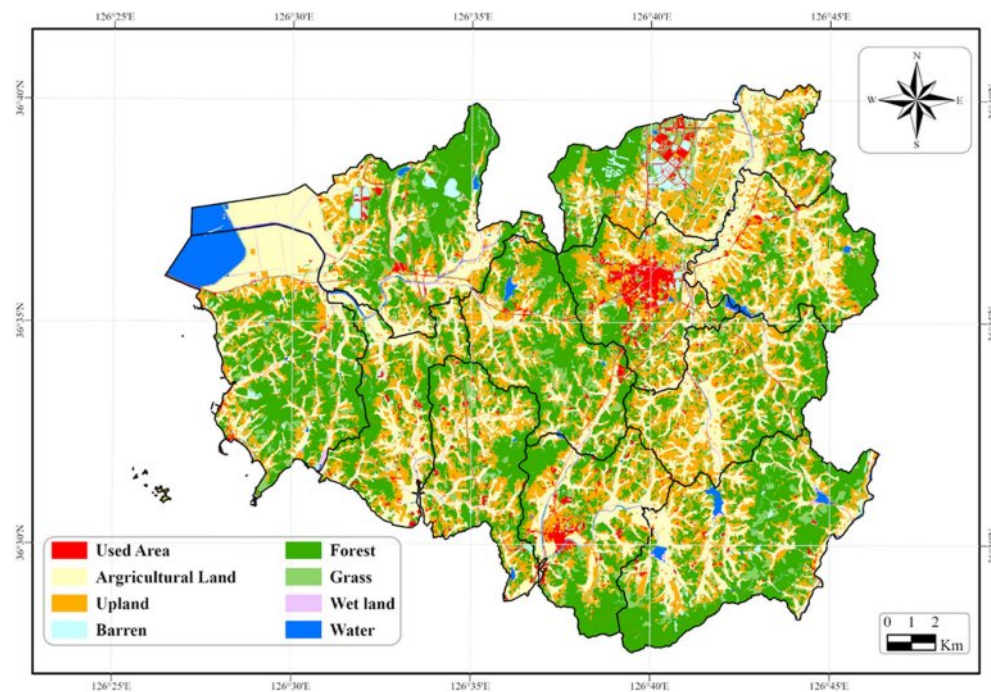 126°25'E 126°30'E 126°35'E 126°40'E 126°45'E
N
W E
S
36°40'N
36°35'N
36°30'N
Used Area Forest
Argricultural Land Grass
Upland Wet land
Barren Water
0 1 2
Km
126°25'E 126°30'E 126°35'E 126°40'E 126°45'E